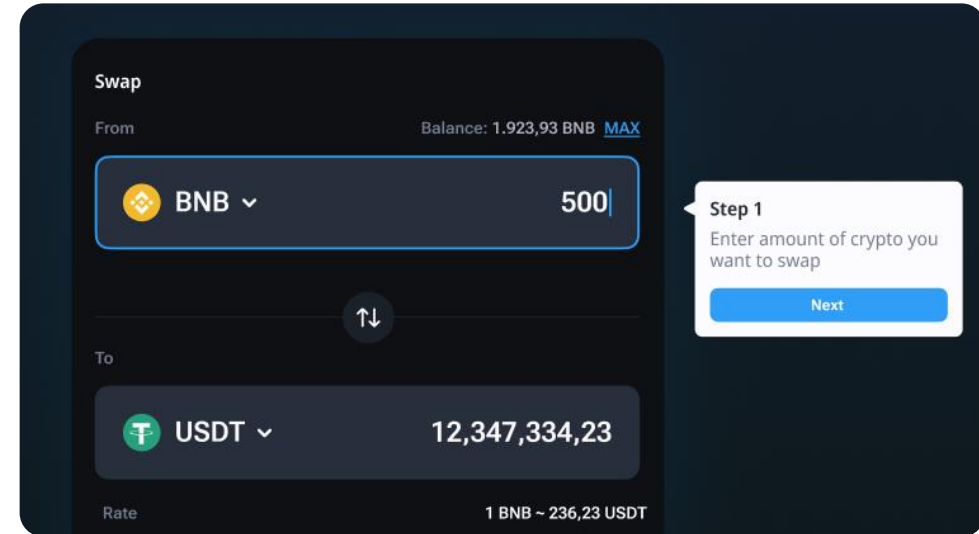 Swap
From
Balance: 1.923,93 BNB MAX
BNB
500
Step 1
Enter amount of crypto you
want to swap
Next
To
USDT
12,347,334,23
Rate
1 BNB ~ 236,23 USDT